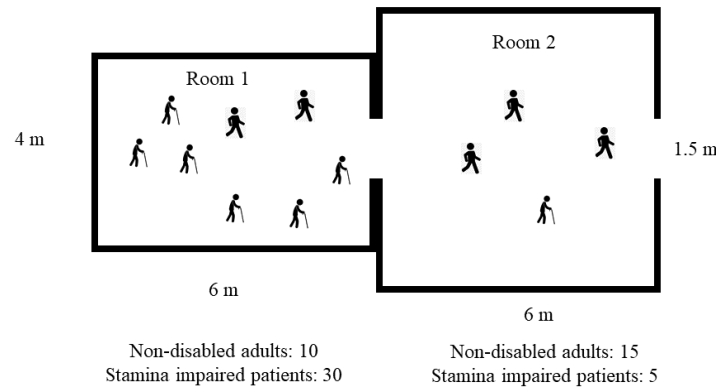 Room 1
Room 2
4 m
1.5 m
6 m
6 m
Non-disabled adults: 10
Stamina impaired patients: 30
Non-disabled adults: 15
Stamina impaired patients: 5